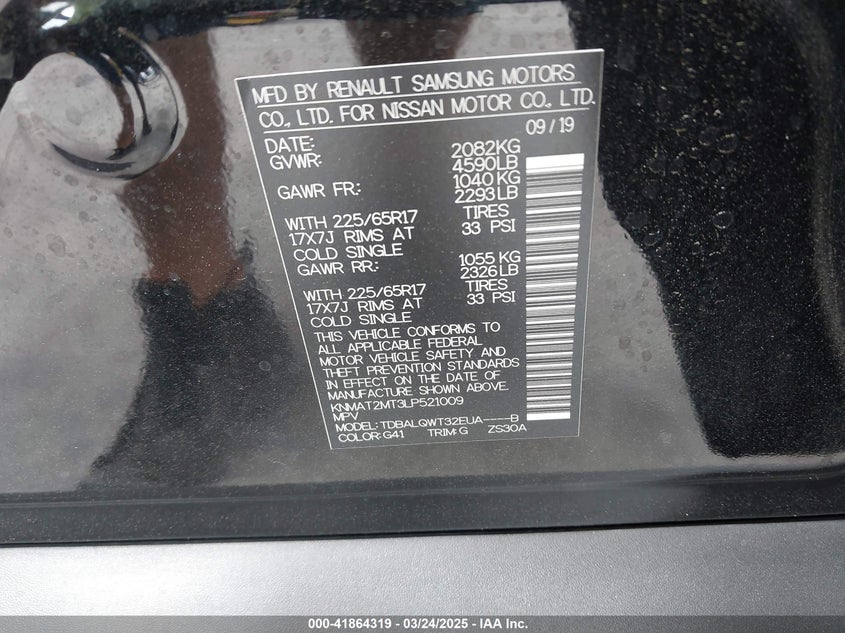 MFD BY RENAULT SAMSUNG MOTORS
CO., LTD. FOR NISSAN MOTOR CO., LTD.
09/19
DATE:
GVWR: 2082KG
4590LB
GAWR FR: 1040KG
2293LB
WITH 225/65R17 TIRES
17X7J RIMS AT 33 PSI
COLD SINGLE
GAWR RR: 1055 KG
2326LB
WITH 225/65R17 TIRES
17X7J RIMS AT 33 PSI
COLD SINGLE
THIS VEHICLE CONFORMS TO
ALL APPLICABLE FEDERAL
MOTOR VEHICLE SAFETY AND
THEFT PREVENTION STANDARDS
IN EFFECT ON THE DATE OF
MANUFACTURE SHOWN ABOVE.
KNMAT2MT3LP521009
MPV
MODEL: TDBALQWT32EUA----B
COLOR: G41 TRIM: G ZS30A
000-41864319 - 03/24/2025 - IAA Inc.